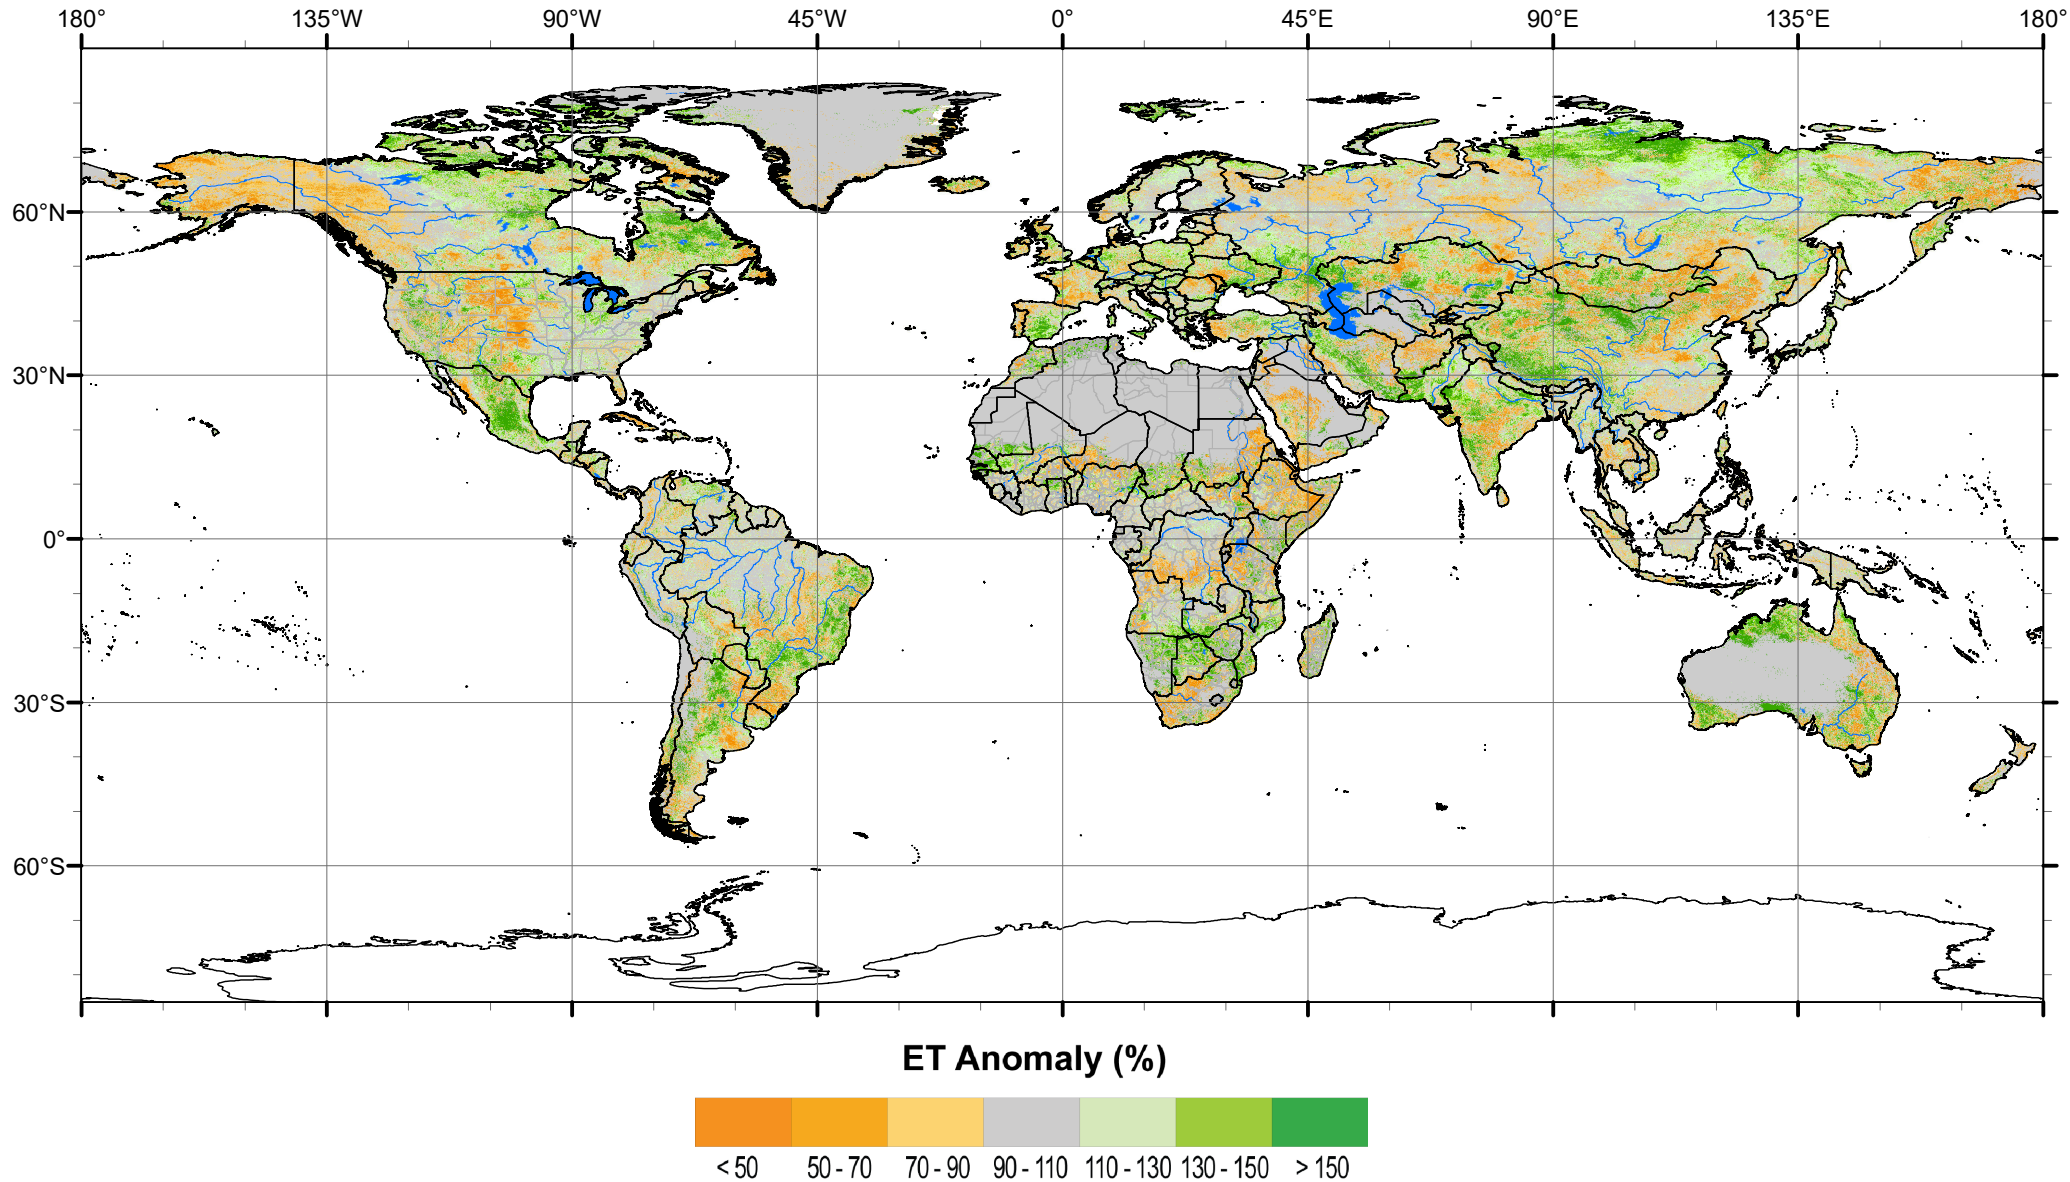 180° 135°W 90°W 45°W 0° 45°E 90°E 135°E 180°
60°N
30°N
0°
30°S
60°S
ET Anomaly (%)
< 50 50 - 70 70 - 90 90 - 110 110 - 130 130 - 150 > 150